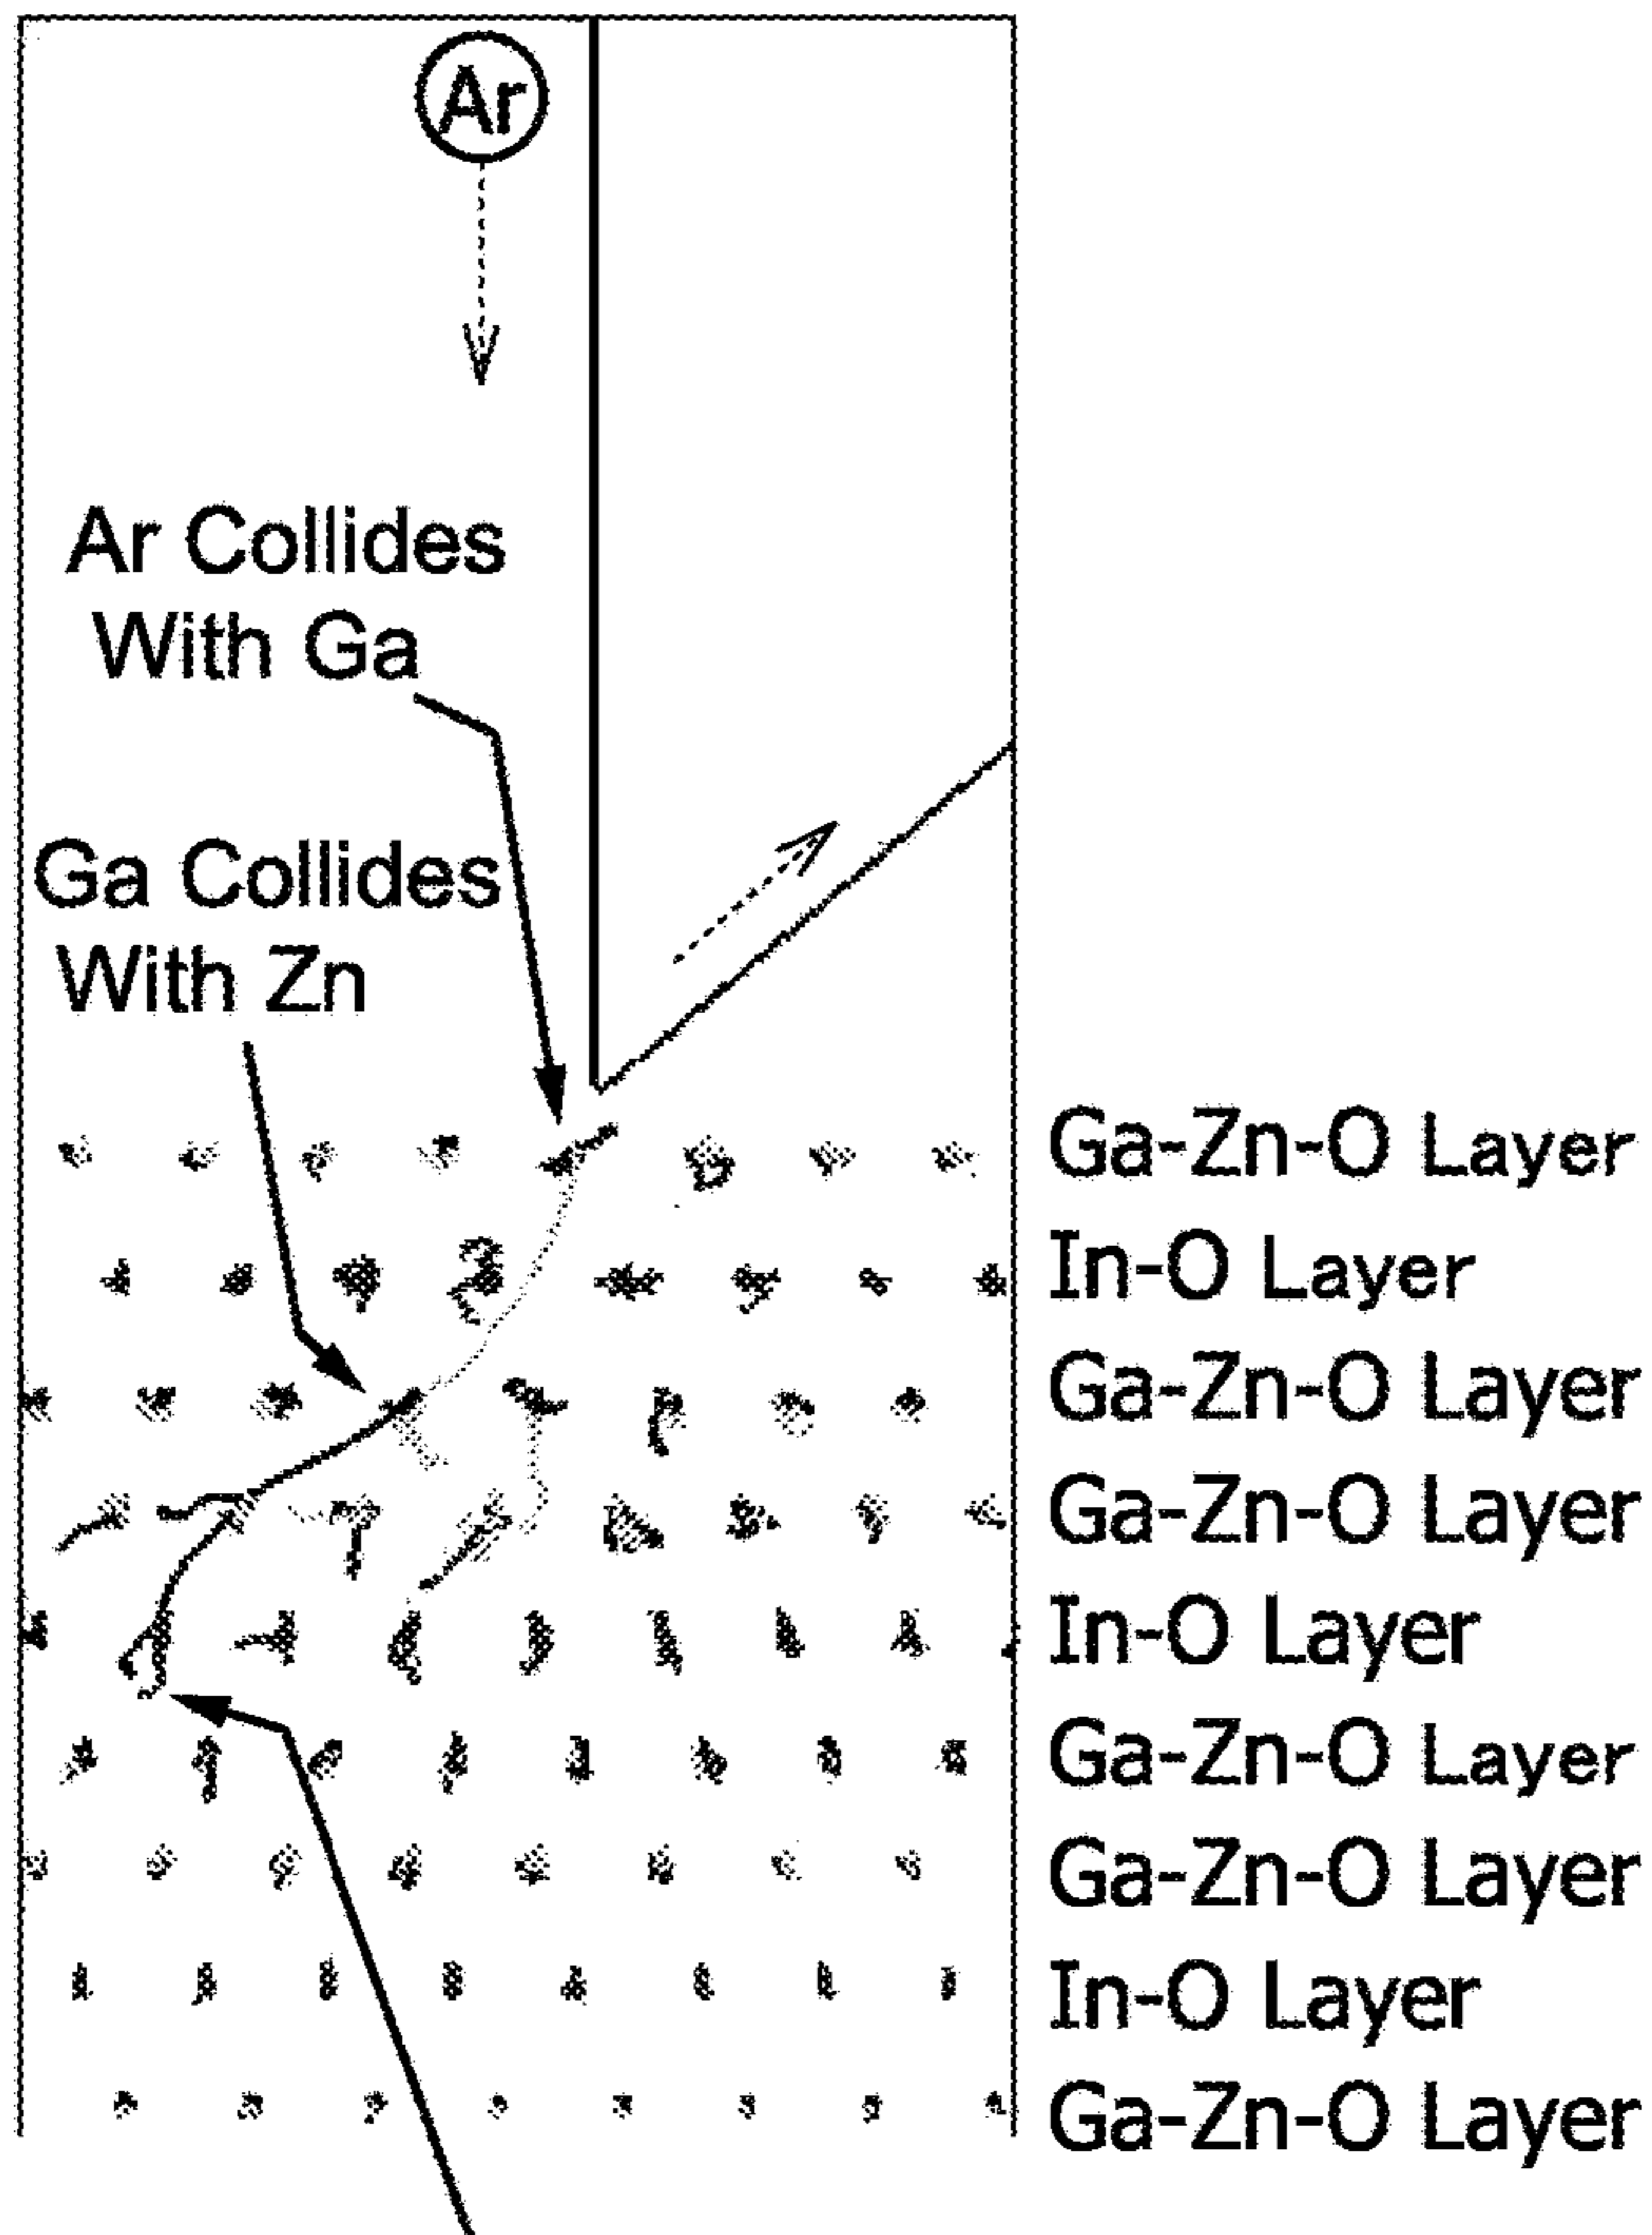 Ar
Ar Collides
With Ga
Ga Collides
With Zn
Ga-Zn-O Layer
In-O Layer
Ga-Zn-O Layer
Ga-Zn-O Layer
In-O Layer
Ga-Zn-O Layer
Ga-Zn-O Layer
In-O Layer
Ga-Zn-O Layer